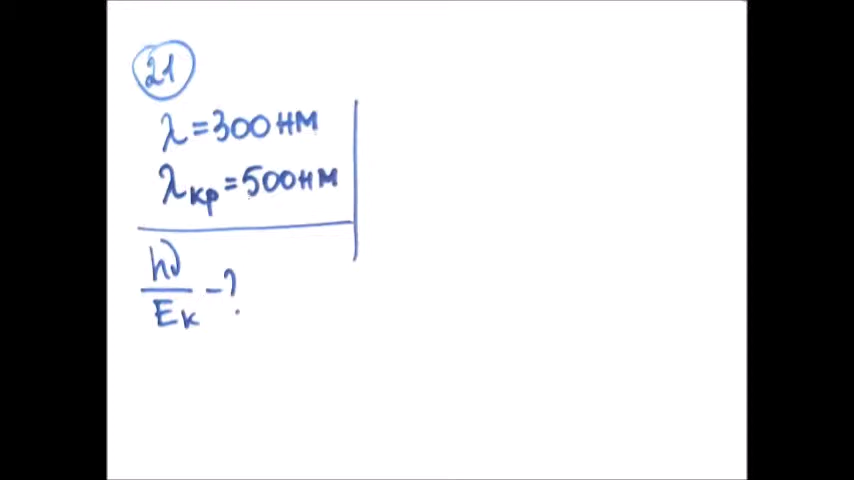 21
λ = 300 нм
λкр = 500 нм
hν
Eк
- ?